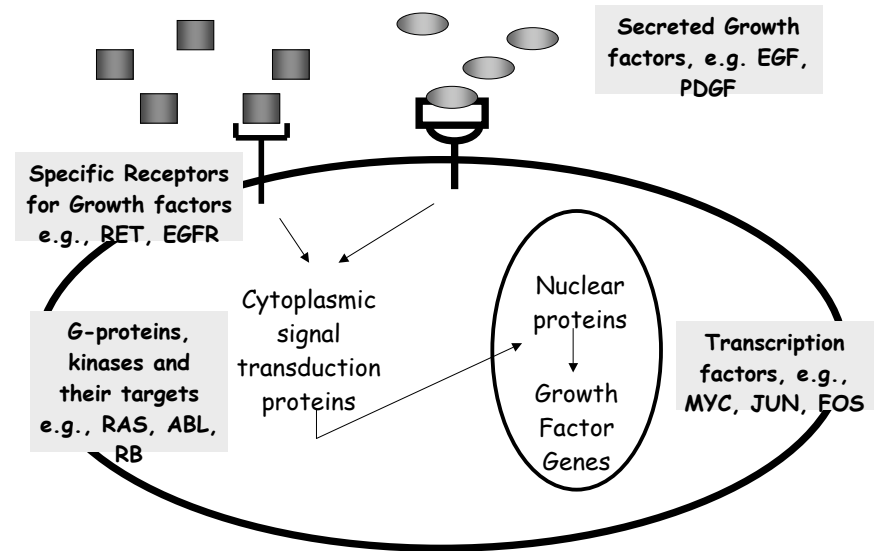 Secreted Growth
factors, e.g. EGF,
PDGF
Specific Receptors
for Growth factors
e.g., RET, EGFR
Cytoplasmic
signal
transduction
proteins
Nuclear
proteins
Growth
Factor
Genes
G-proteins,
kinases and
their targets
e.g., RAS, ABL,
RB
Transcription
factors, e.g.,
MYC, JUN, FOS